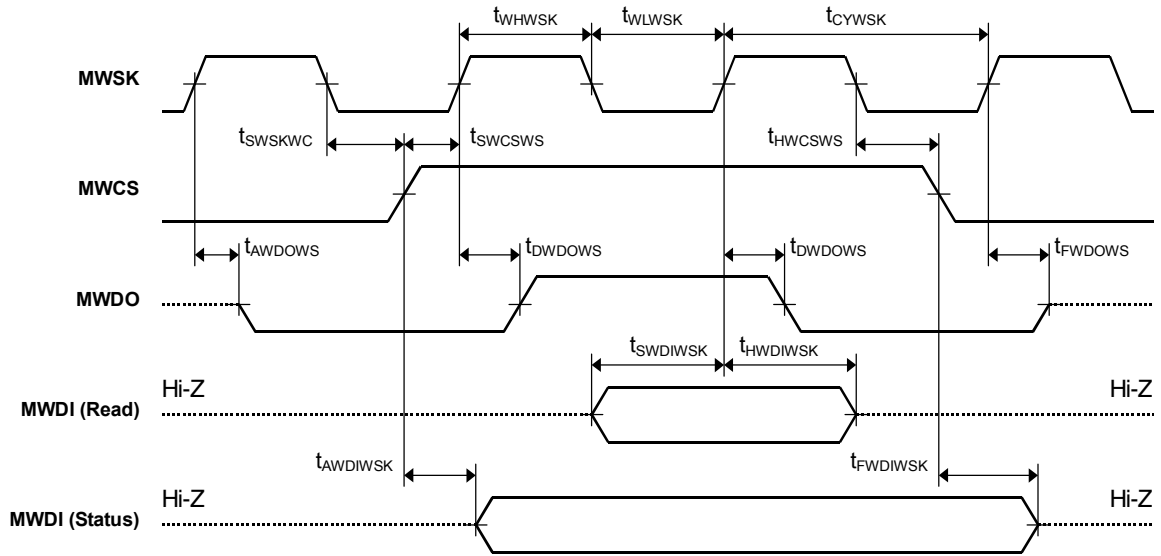 tWHWSK tWLWSK tCYWSK
MWSK
tSWSKWC tSWCSWS tHWCSWS
MWCS
tAWDOWS tDWDOWS tDWDOWS tFWDOWS
MWDO
tSWDIWSK tHWDIWSK
Hi-Z Hi-Z
MWDI (Read)
tAWDIWSK tFWDIWSK
Hi-Z Hi-Z
MWDI (Status)